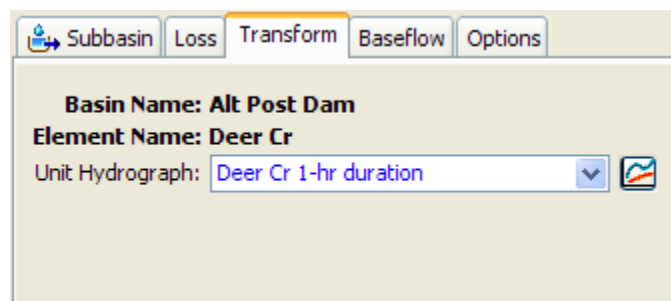 Subbasin Loss Transform Baseflow Options
Basin Name: Alt Post Dam
Element Name: Deer Cr
Unit Hydrograph: Deer Cr 1-hr duration